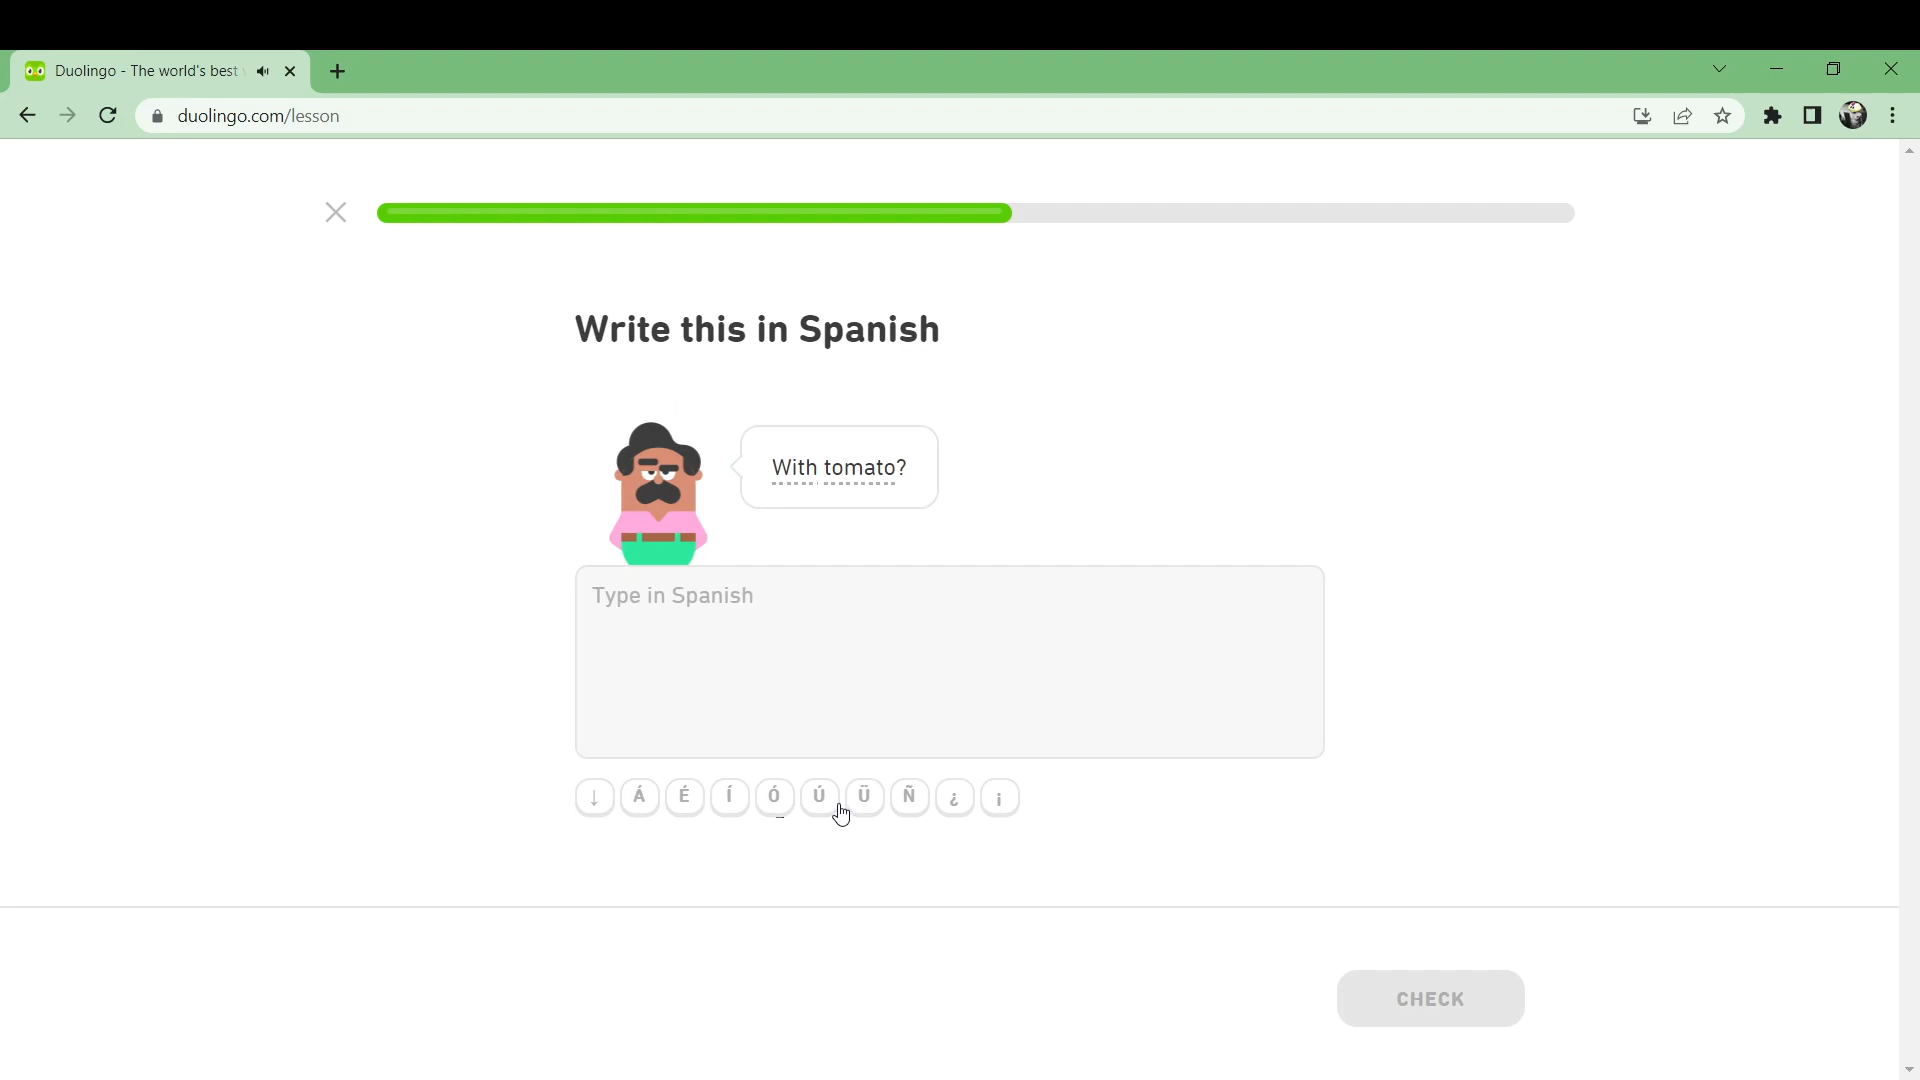 Duolingo - The world's best
duolingo.com/lesson
Write this in Spanish
With tomato?
Type in Spanish
↓ Á É Í Ó Ú Ü Ñ ¿ ¡
CHECK